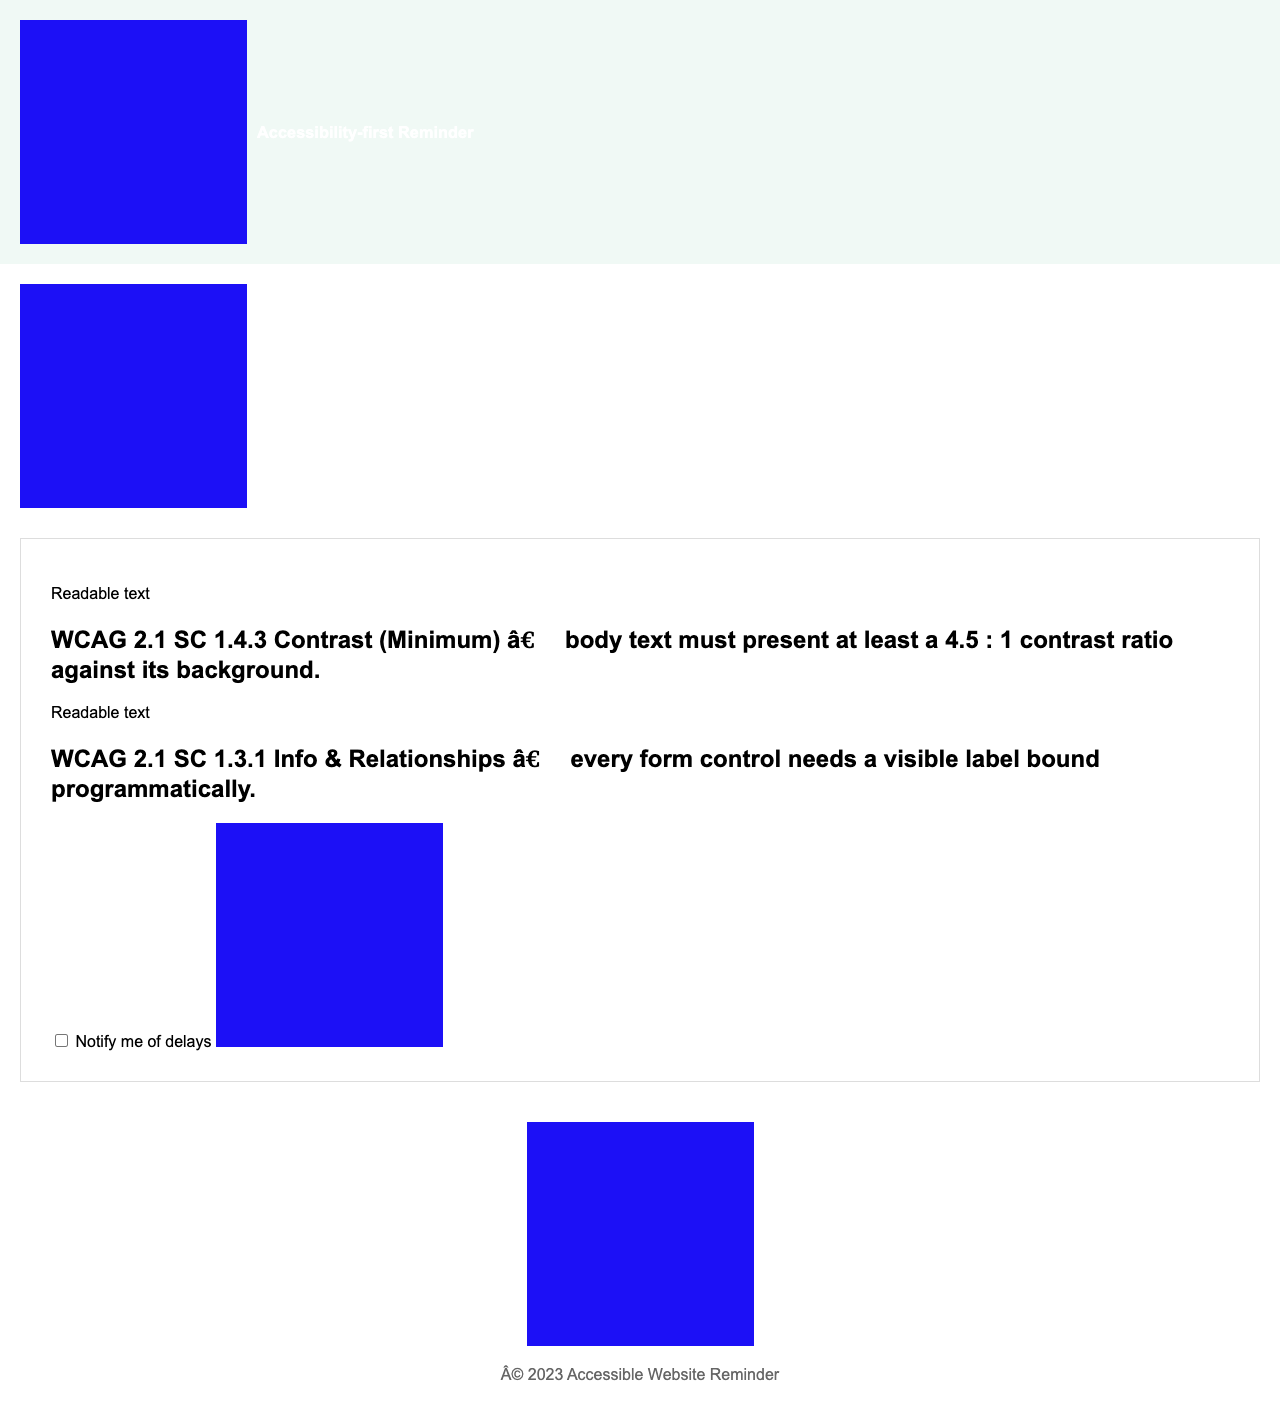 Accessibility-first Reminder
Readable text
WCAG 2.1 SC 1.4.3 Contrast (Minimum) â€ body text must present at least a 4.5 : 1 contrast ratio
against its background.
Readable text
WCAG 2.1 SC 1.3.1 Info & Relationships â€ every form control needs a visible label bound
programmatically.
Notify me of delays
Â© 2023 Accessible Website Reminder